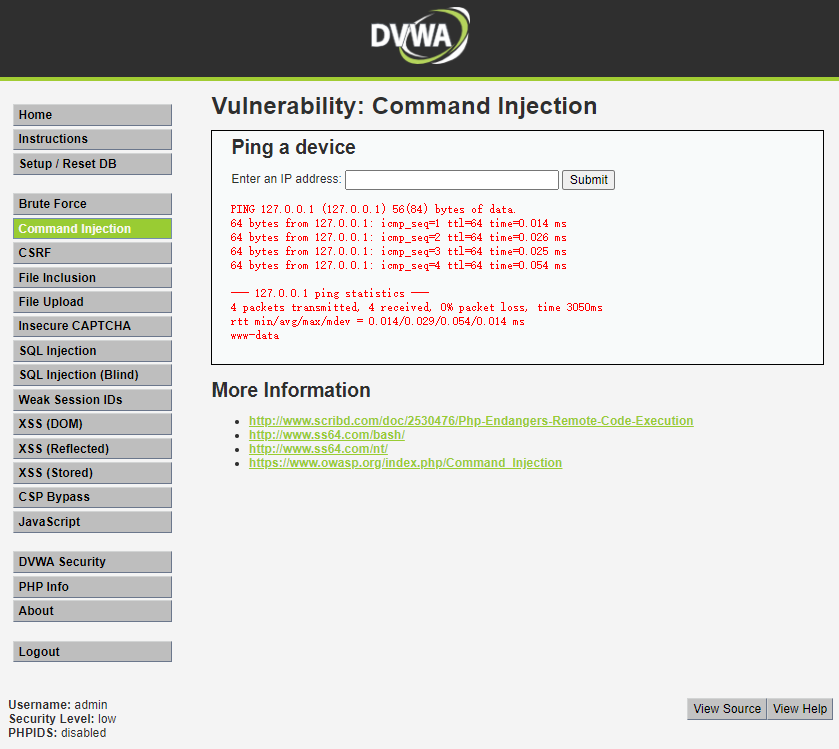 DVWA
Home
Instructions
Setup / Reset DB
Brute Force
Command Injection
CSRF
File Inclusion
File Upload
Insecure CAPTCHA
SQL Injection
SQL Injection (Blind)
Weak Session IDs
XSS (DOM)
XSS (Reflected)
XSS (Stored)
CSP Bypass
JavaScript
DVWA Security
PHP Info
About
Logout
Vulnerability: Command Injection
Ping a device
Enter an IP address: Submit
PING 127.0.0.1 (127.0.0.1) 56(84) bytes of data.
64 bytes from 127.0.0.1: icmp_seq=1 ttl=64 time=0.014 ms
64 bytes from 127.0.0.1: icmp_seq=2 ttl=64 time=0.026 ms
64 bytes from 127.0.0.1: icmp_seq=3 ttl=64 time=0.025 ms
64 bytes from 127.0.0.1: icmp_seq=4 ttl=64 time=0.054 ms
--- 127.0.0.1 ping statistics ---
4 packets transmitted, 4 received, 0% packet loss, time 3050ms
rtt min/avg/max/mdev = 0.014/0.029/0.054/0.014 ms
www-data
More Information
http://www.scribd.com/doc/2530476/Php-Endangers-Remote-Code-Execution
http://www.ss64.com/bash/
http://www.ss64.com/nt/
https://www.owasp.org/index.php/Command_Injection
Username: admin
Security Level: low
PHPIDS: disabled
View Source View Help